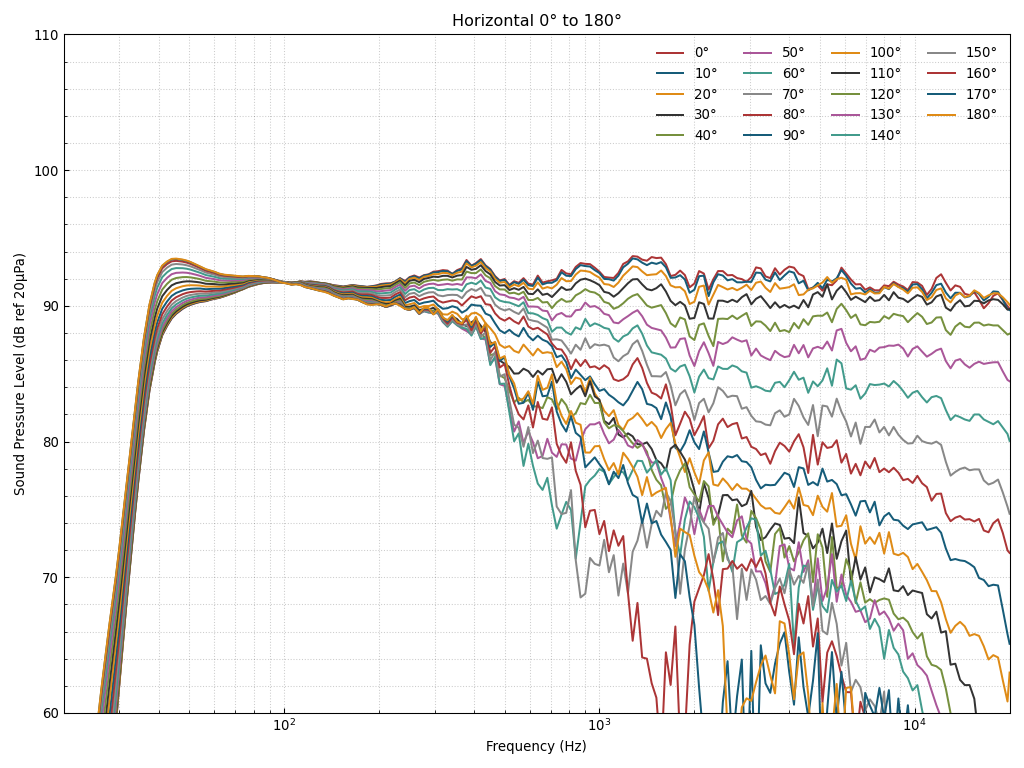 Horizontal 0° to 180°
110
100
90
80
70
60
Sound Pressure Level (dB ref 20µPa)
0° 50° 100° 150°
10° 60° 110° 160°
20° 70° 120° 170°
30° 80° 130° 180°
40° 90° 140°
10² 10³ 10⁴
Frequency (Hz)